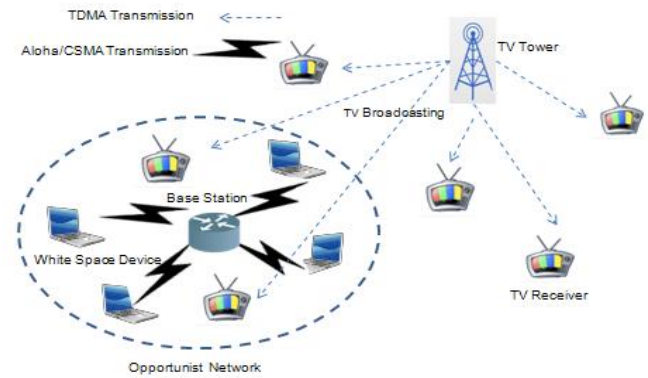 TDMA Transmission
Aloha/CSMA Transmission
TV Tower
TV Broadcasting
Base Station
White Space Device
TV Receiver
Opportunist Network